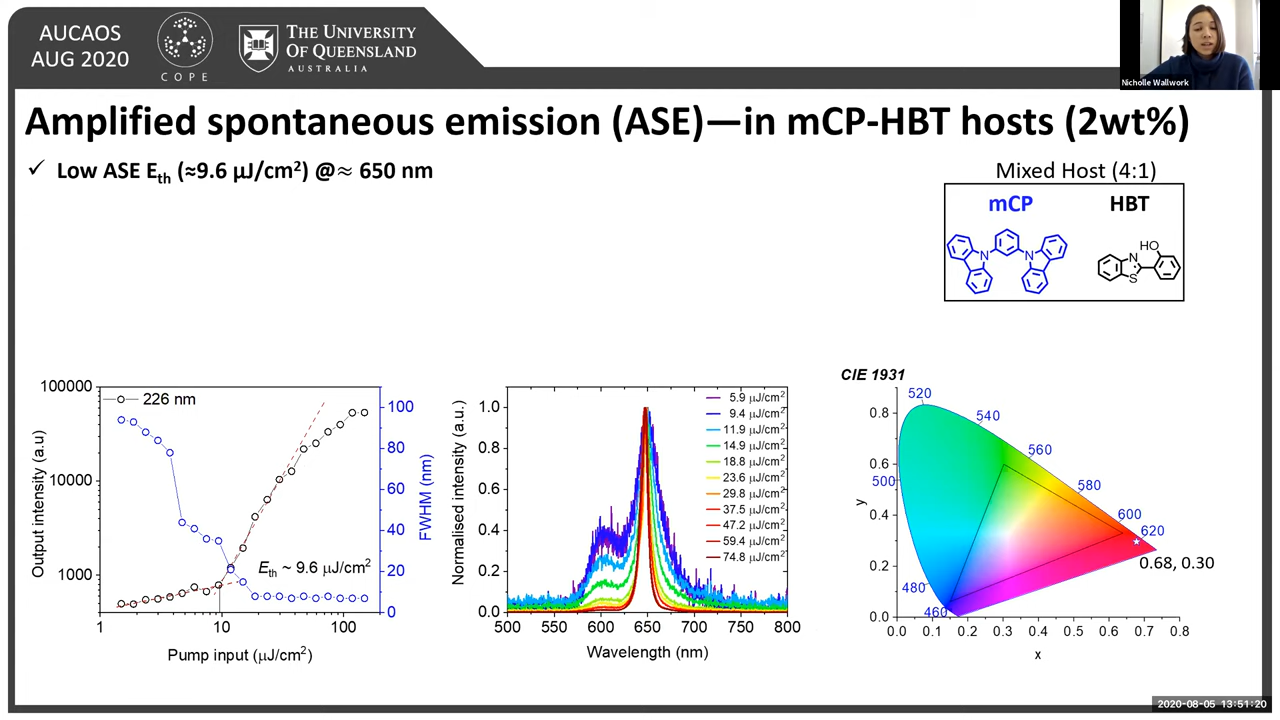 AUCAOS
AUG 2020
COPE
THE UNIVERSITY
OF QUEENSLAND
AUSTRALIA
Nicholle Wallwork
Amplified spontaneous emission (ASE)—in mCP-HBT hosts (2wt%)
✓ Low ASE Eth (≈9.6 µJ/cm²) @≈ 650 nm
Mixed Host (4:1)
mCP HBT
N N
HO
N
S
100000
10000
1000
Output intensity (a.u)
226 nm
Eth ~ 9.6 µJ/cm²
100
80
60
40
20
0
FWHM (nm)
1 10 100
Pump input (µJ/cm²)
Normalised intensity (a.u.)
1.0
0.8
0.6
0.4
0.2
0.0
5.9 µJ/cm²
9.4 µJ/cm²
11.9 µJ/cm²
14.9 µJ/cm²
18.8 µJ/cm²
23.6 µJ/cm²
29.8 µJ/cm²
37.5 µJ/cm²
47.2 µJ/cm²
59.4 µJ/cm²
74.8 µJ/cm²
500 550 600 650 700 750 800
Wavelength (nm)
CIE 1931
y
0.8
0.6
0.4
0.2
0.0
520
540
560
580
600
620
500
480
460
0.68, 0.30
0.0 0.1 0.2 0.3 0.4 0.5 0.6 0.7 0.8
x
2020-08-05 13:51:20